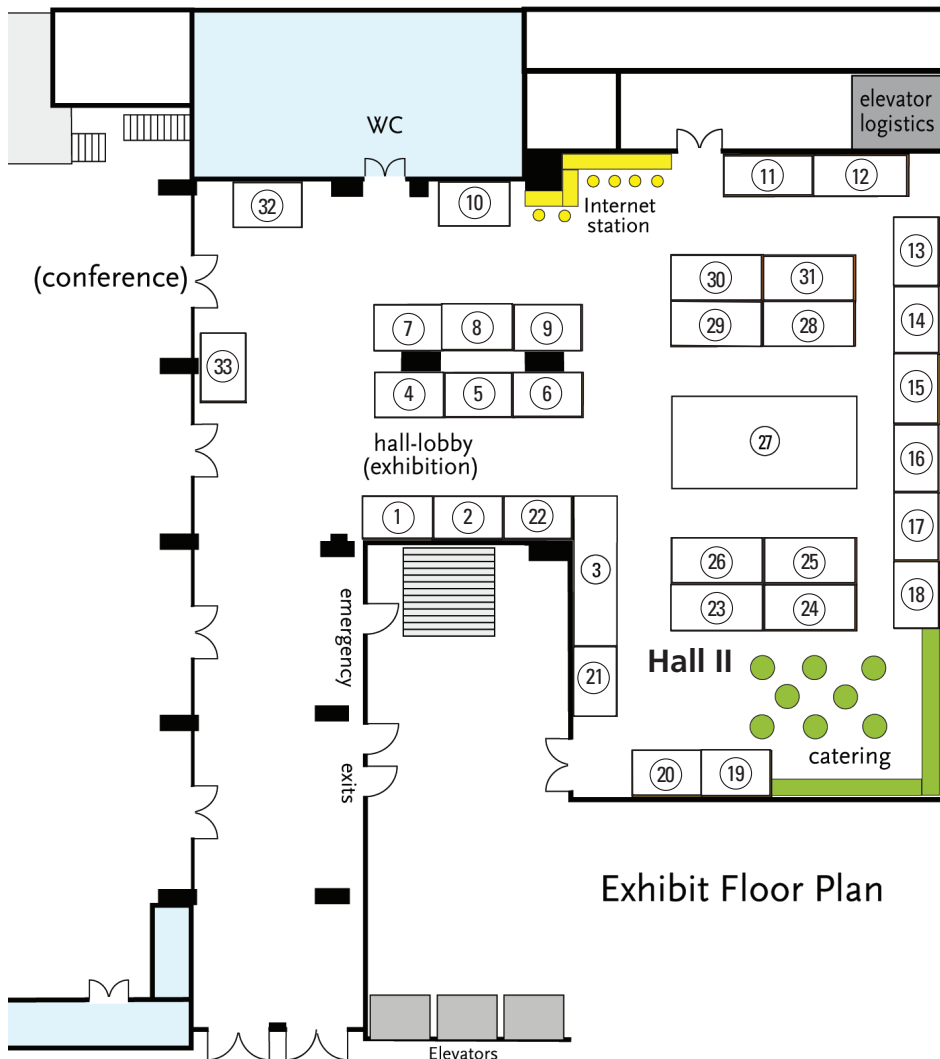 elevator
logistics
WC
11
12
32
10
Internet
station
13
(conference)
30
31
14
7
8
9
29
28
33
15
4
5
6
27
hall-lobby
(exhibition)
16
1
2
22
17
3
26
25
18
emergency
23
24
Hall II
21
catering
exits
20
19
Exhibit Floor Plan
Elevators